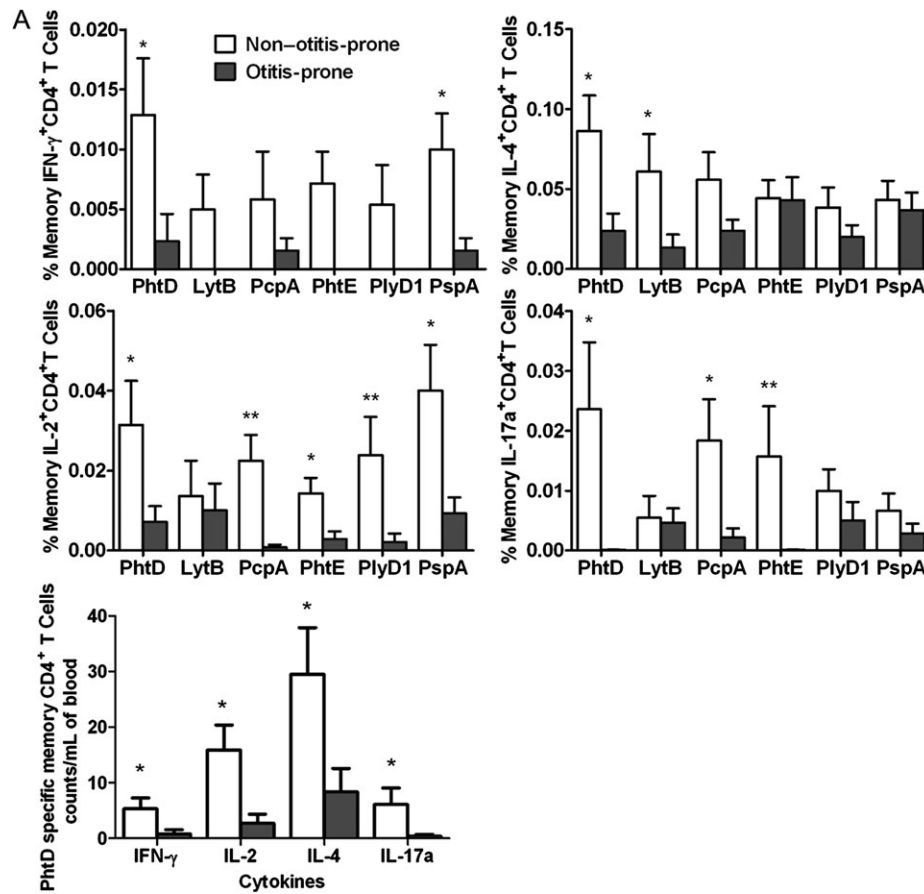 A
% Memory IFN-γ⁺CD4⁺ T Cells
0.020
0.015
0.010
0.005
0.000
Non–otitis-prone
Otitis-prone
*
*
PhtD LytB PcpA PhtE PlyD1 PspA
% Memory IL-4⁺CD4⁺ T Cells
0.15
0.10
0.05
0.00
*
*
PhtD LytB PcpA PhtE PlyD1 PspA
% Memory IL-2⁺CD4⁺T Cells
0.06
0.04
0.02
0.00
*
**
*
**
*
PhtD LytB PcpA PhtE PlyD1 PspA
% Memory IL-17a⁺CD4⁺T Cells
0.04
0.03
0.02
0.01
0.00
*
*
**
PhtD LytB PcpA PhtE PlyD1 PspA
PhtD specific memory CD4⁺ T Cells
counts/mL of blood
40
30
20
10
0
*
*
*
*
IFN-γ IL-2 IL-4 IL-17a
Cytokines